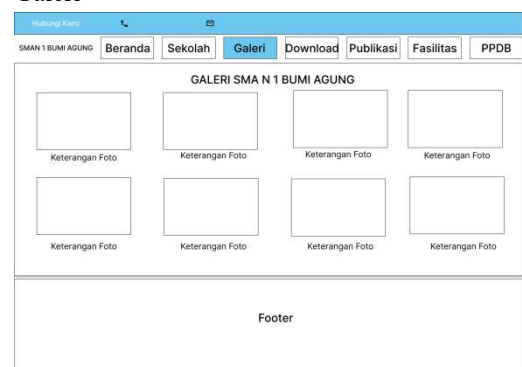 Hubungi Kami
SMAN 1 BUMI AGUNG Beranda Sekolah Galeri Download Publikasi Fasilitas PPDB
GALERI SMA N 1 BUMI AGUNG
Keterangan Foto Keterangan Foto Keterangan Foto Keterangan Foto
Keterangan Foto Keterangan Foto Keterangan Foto Keterangan Foto
Footer